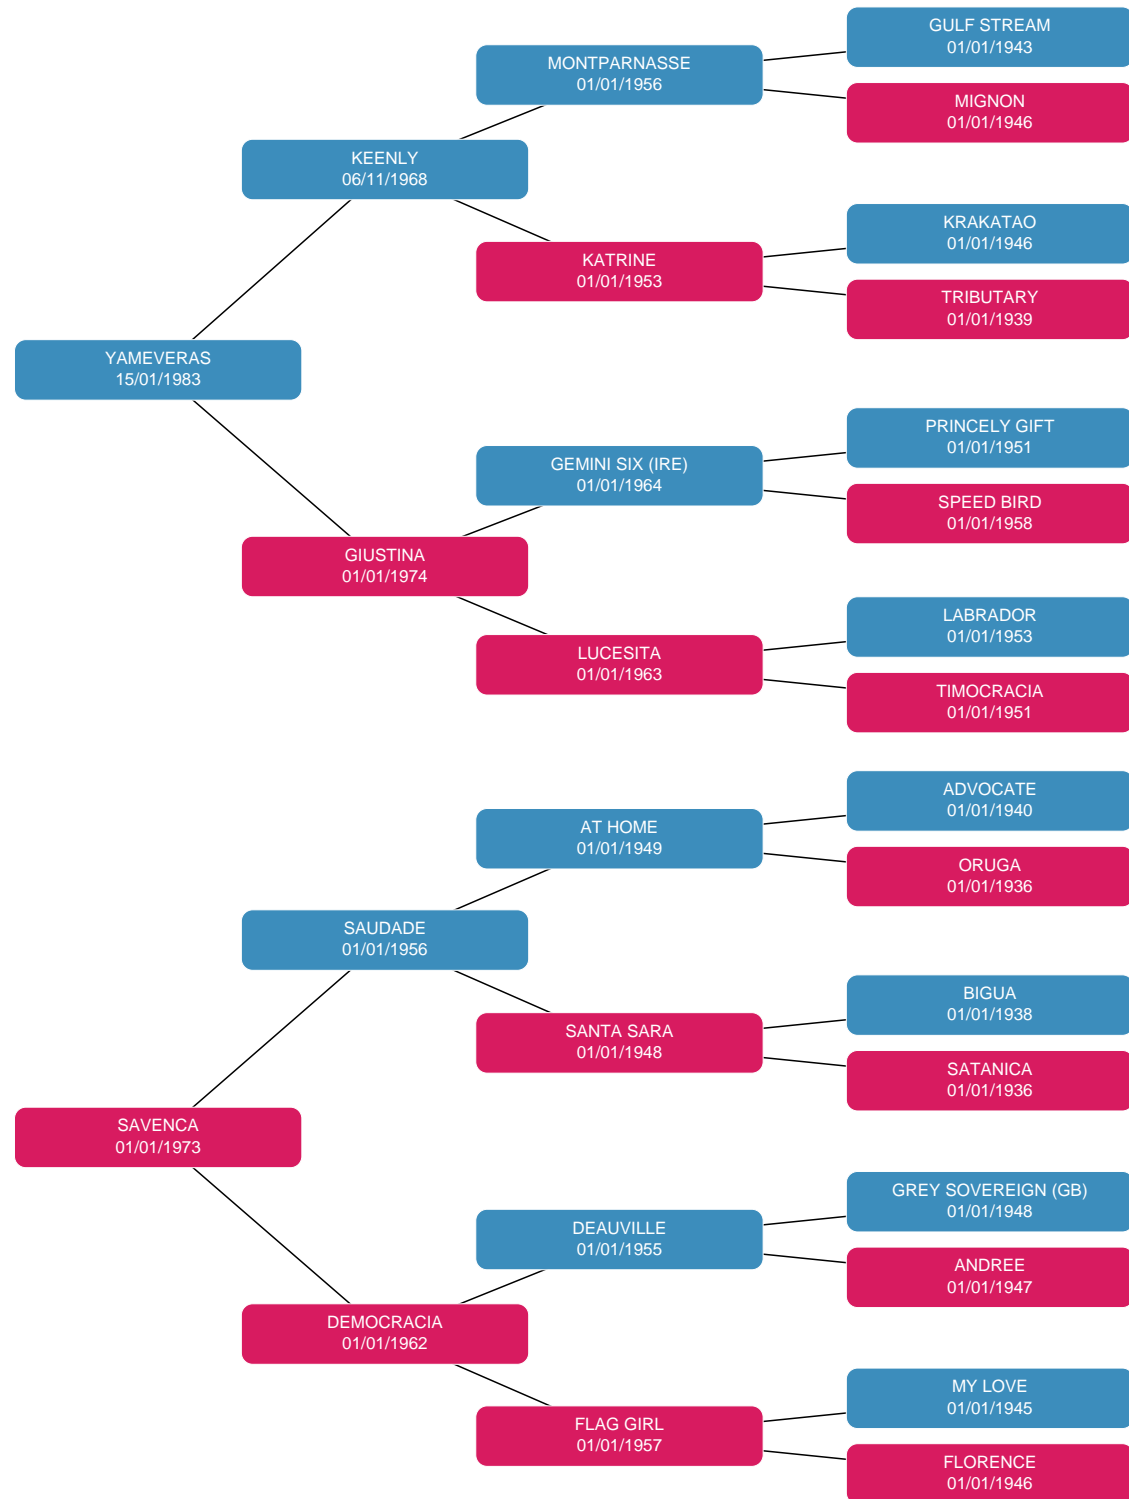 GULF STREAM
01/01/1943
MONTPARNASSE
01/01/1956
MIGNON
01/01/1946
KEENLY
06/11/1968
KRAKATAO
01/01/1946
KATRINE
01/01/1953
TRIBUTARY
01/01/1939
YAMEVERAS
15/01/1983
PRINCELY GIFT
01/01/1951
GEMINI SIX (IRE)
01/01/1964
SPEED BIRD
01/01/1958
GIUSTINA
01/01/1974
LABRADOR
01/01/1953
LUCESITA
01/01/1963
TIMOCRACIA
01/01/1951
ADVOCATE
01/01/1940
AT HOME
01/01/1949
ORUGA
01/01/1936
SAUDADE
01/01/1956
BIGUA
01/01/1938
SANTA SARA
01/01/1948
SATANICA
01/01/1936
SAVENCA
01/01/1973
GREY SOVEREIGN (GB)
01/01/1948
DEAUVILLE
01/01/1955
ANDREE
01/01/1947
DEMOCRACIA
01/01/1962
MY LOVE
01/01/1945
FLAG GIRL
01/01/1957
FLORENCE
01/01/1946